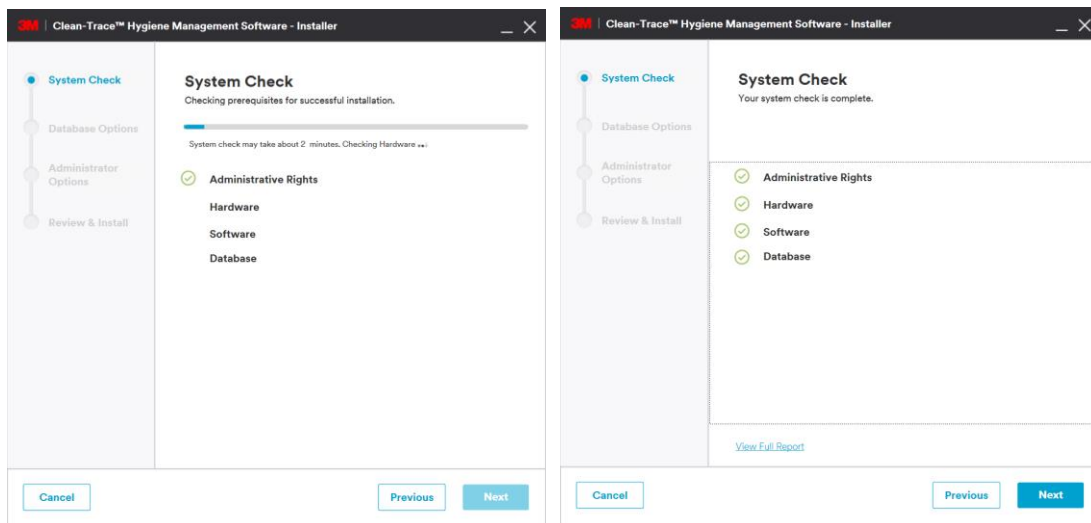 3M | Clean-Trace™ Hygiene Management Software - Installer
System Check
Database Options
Administrator
Options
Review & Install
System Check
Checking prerequisites for successful installation.
System check may take about 2 minutes. Checking Hardware ...
Administrative Rights
Hardware
Software
Database
Cancel
Previous
Next
3M | Clean-Trace™ Hygiene Management Software - Installer
System Check
Database Options
Administrator
Options
Review & Install
System Check
Your system check is complete.
Administrative Rights
Hardware
Software
Database
View Full Report
Cancel
Previous
Next